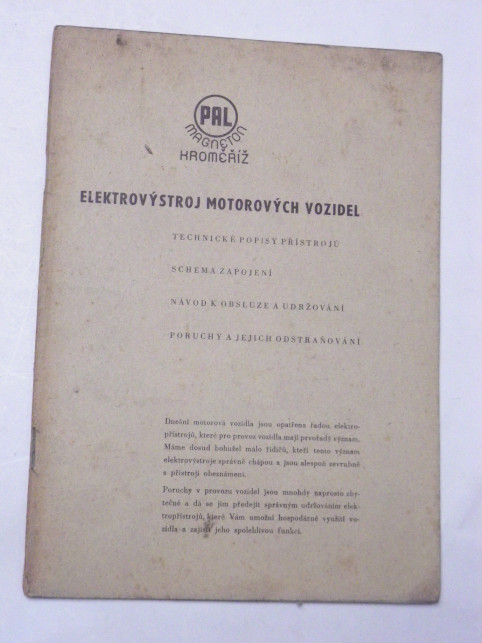 PAL
MAGNETON
KROMĚŘÍŽ
ELEKTROVÝSTROJ MOTOROVÝCH VOZIDEL
TECHNICKÉ POPISY PŘÍSTROJŮ
SCHEMA ZAPOJENÍ
NÁVOD K OBSLUZE A UDRŽOVÁNÍ
PORUCHY A JEJICH ODSTRAŇOVÁNÍ
Dnešní motorová vozidla jsou opatřena řadou elektro-
přístrojů, které pro provoz vozidla mají prvořadý význam.
Máme dosud bohužel málo řidičů, kteří tento význam
elektrovýstroje správně chápou a jsou alespoň zevrubně
s přístroji obeznámeni.
Poruchy v provozu vozidel jsou mnohdy naprosto zby-
tečné a dá se jim předejít správným udržováním elek-
tropřístrojů, které Vám umožní hospodárné využití vo-
zidla a zajistí jeho spolehlivou funkci.